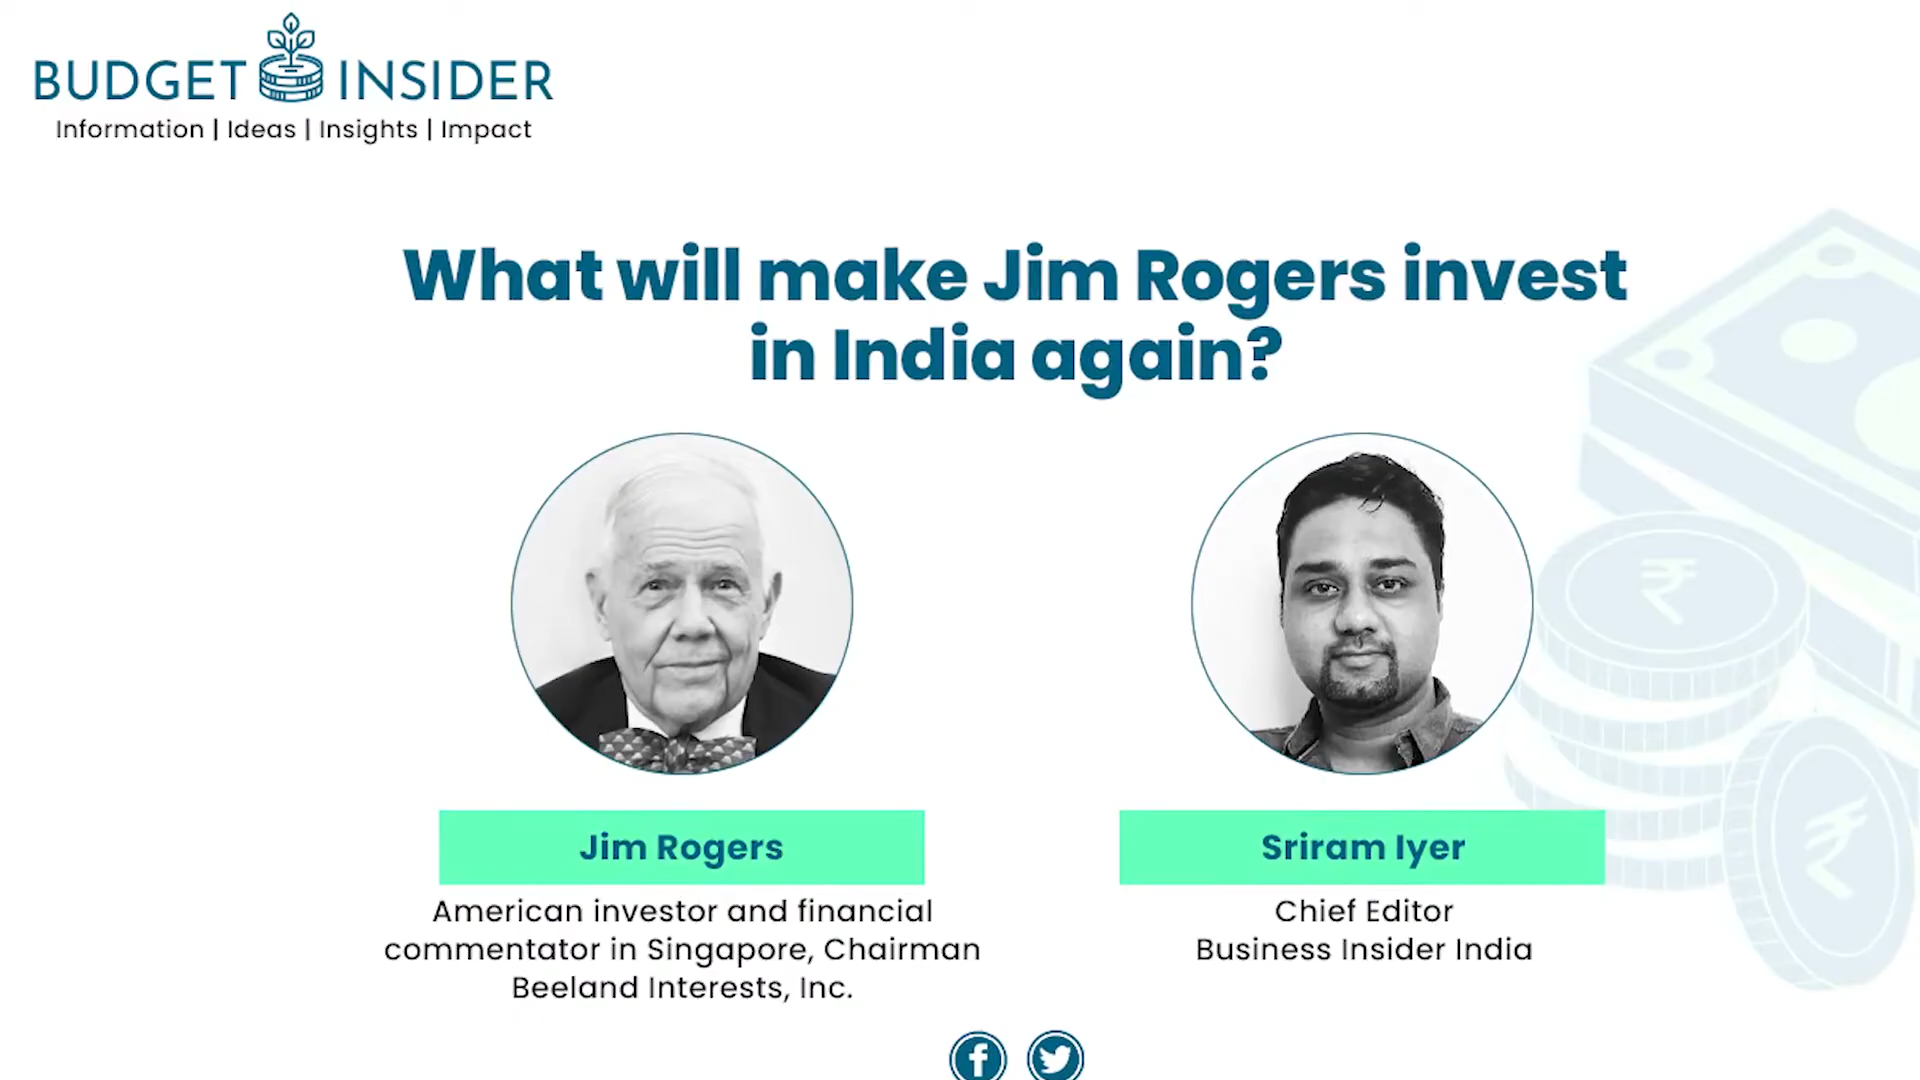 BUDGET INSIDER
Information | Ideas | Insights | Impact
What will make Jim Rogers invest
in India again?
Jim Rogers
American investor and financial
commentator in Singapore, Chairman
Beeland Interests, Inc.
Sriram Iyer
Chief Editor
Business Insider India